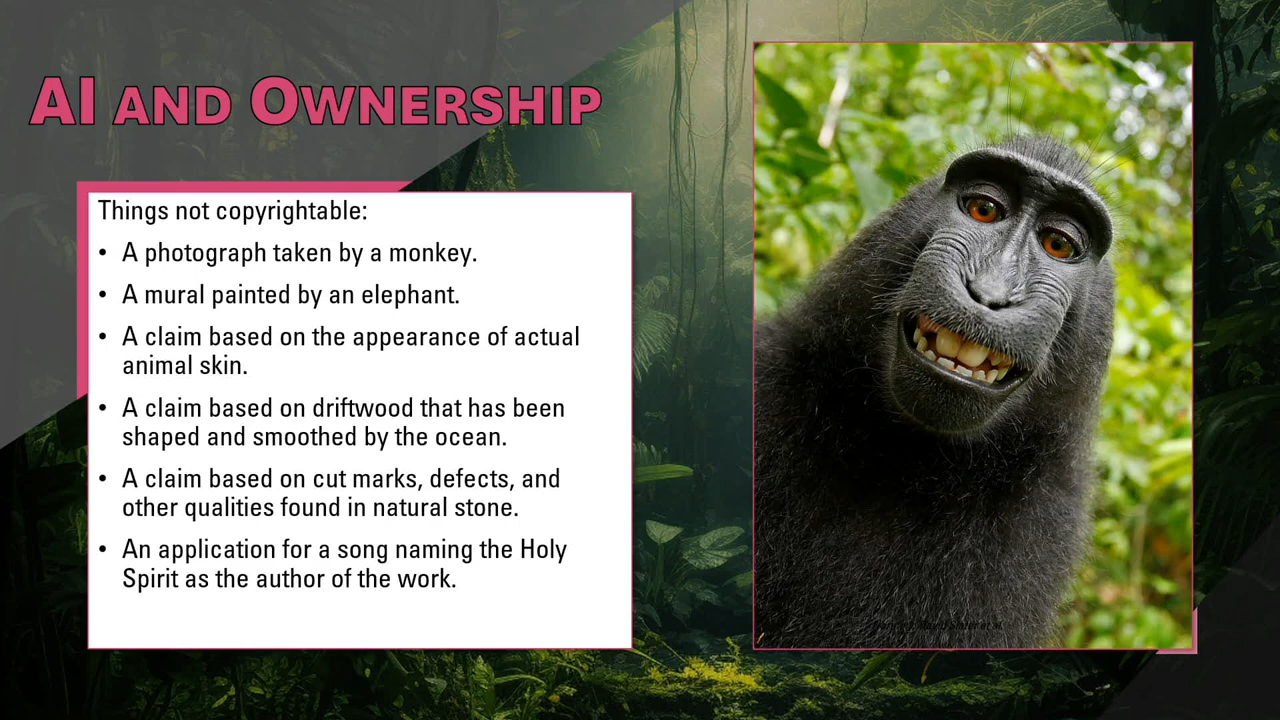 AI AND OWNERSHIP
Things not copyrightable:
• A photograph taken by a monkey.
• A mural painted by an elephant.
• A claim based on the appearance of actual
animal skin.
• A claim based on driftwood that has been
shaped and smoothed by the ocean.
• A claim based on cut marks, defects, and
other qualities found in natural stone.
• An application for a song naming the Holy
Spirit as the author of the work.